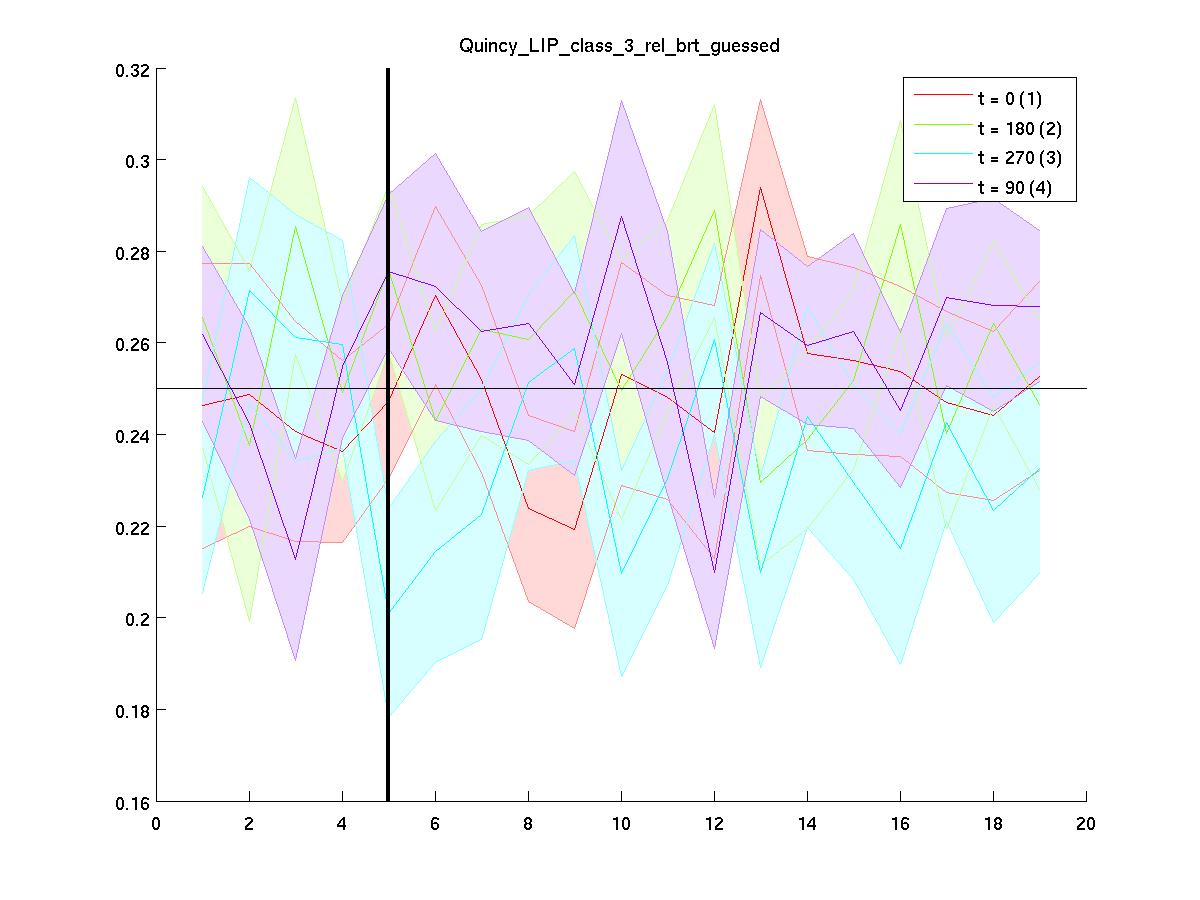 Quincy_LIP_class_3_rel_brt_guessed
0.32
0.3
0.28
0.26
0.24
0.22
0.2
0.18
0.16
0 2 4 6 8 10 12 14 16 18 20
t = 0 (1)
t = 180 (2)
t = 270 (3)
t = 90 (4)